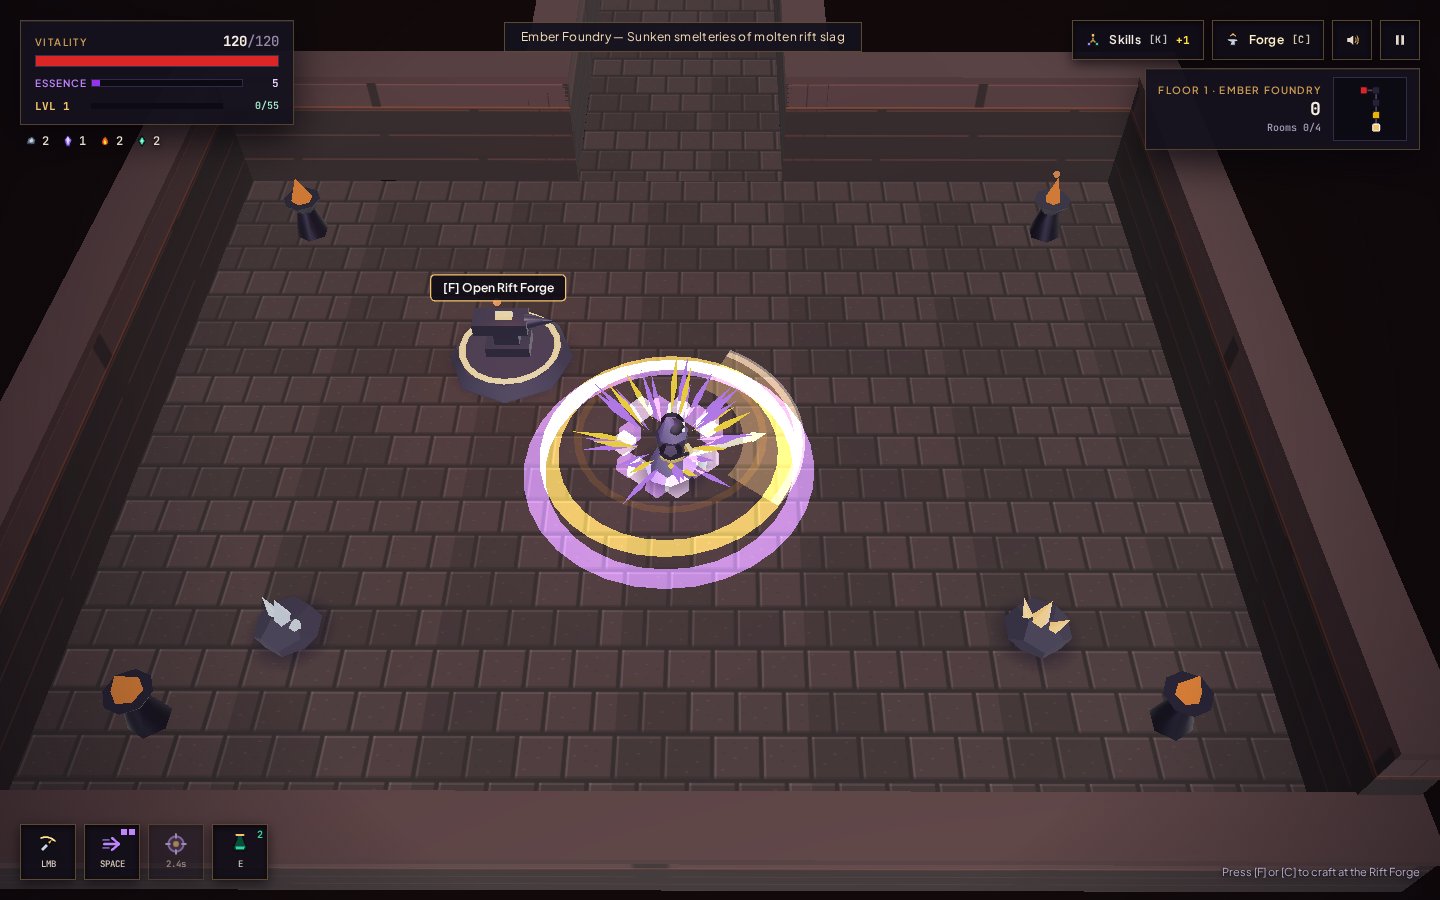 VITALITY 120/120
ESSENCE 5
LVL 1 0/55
2 1 2 2
Ember Foundry — Sunken smelteries of molten rift slag
Skills [K] +1
Forge [C]
FLOOR 1 · EMBER FOUNDRY
0
Rooms 0/4
[F] Open Rift Forge
LMB
SPACE
2.4s
2
E
Press [F] or [C] to craft at the Rift Forge